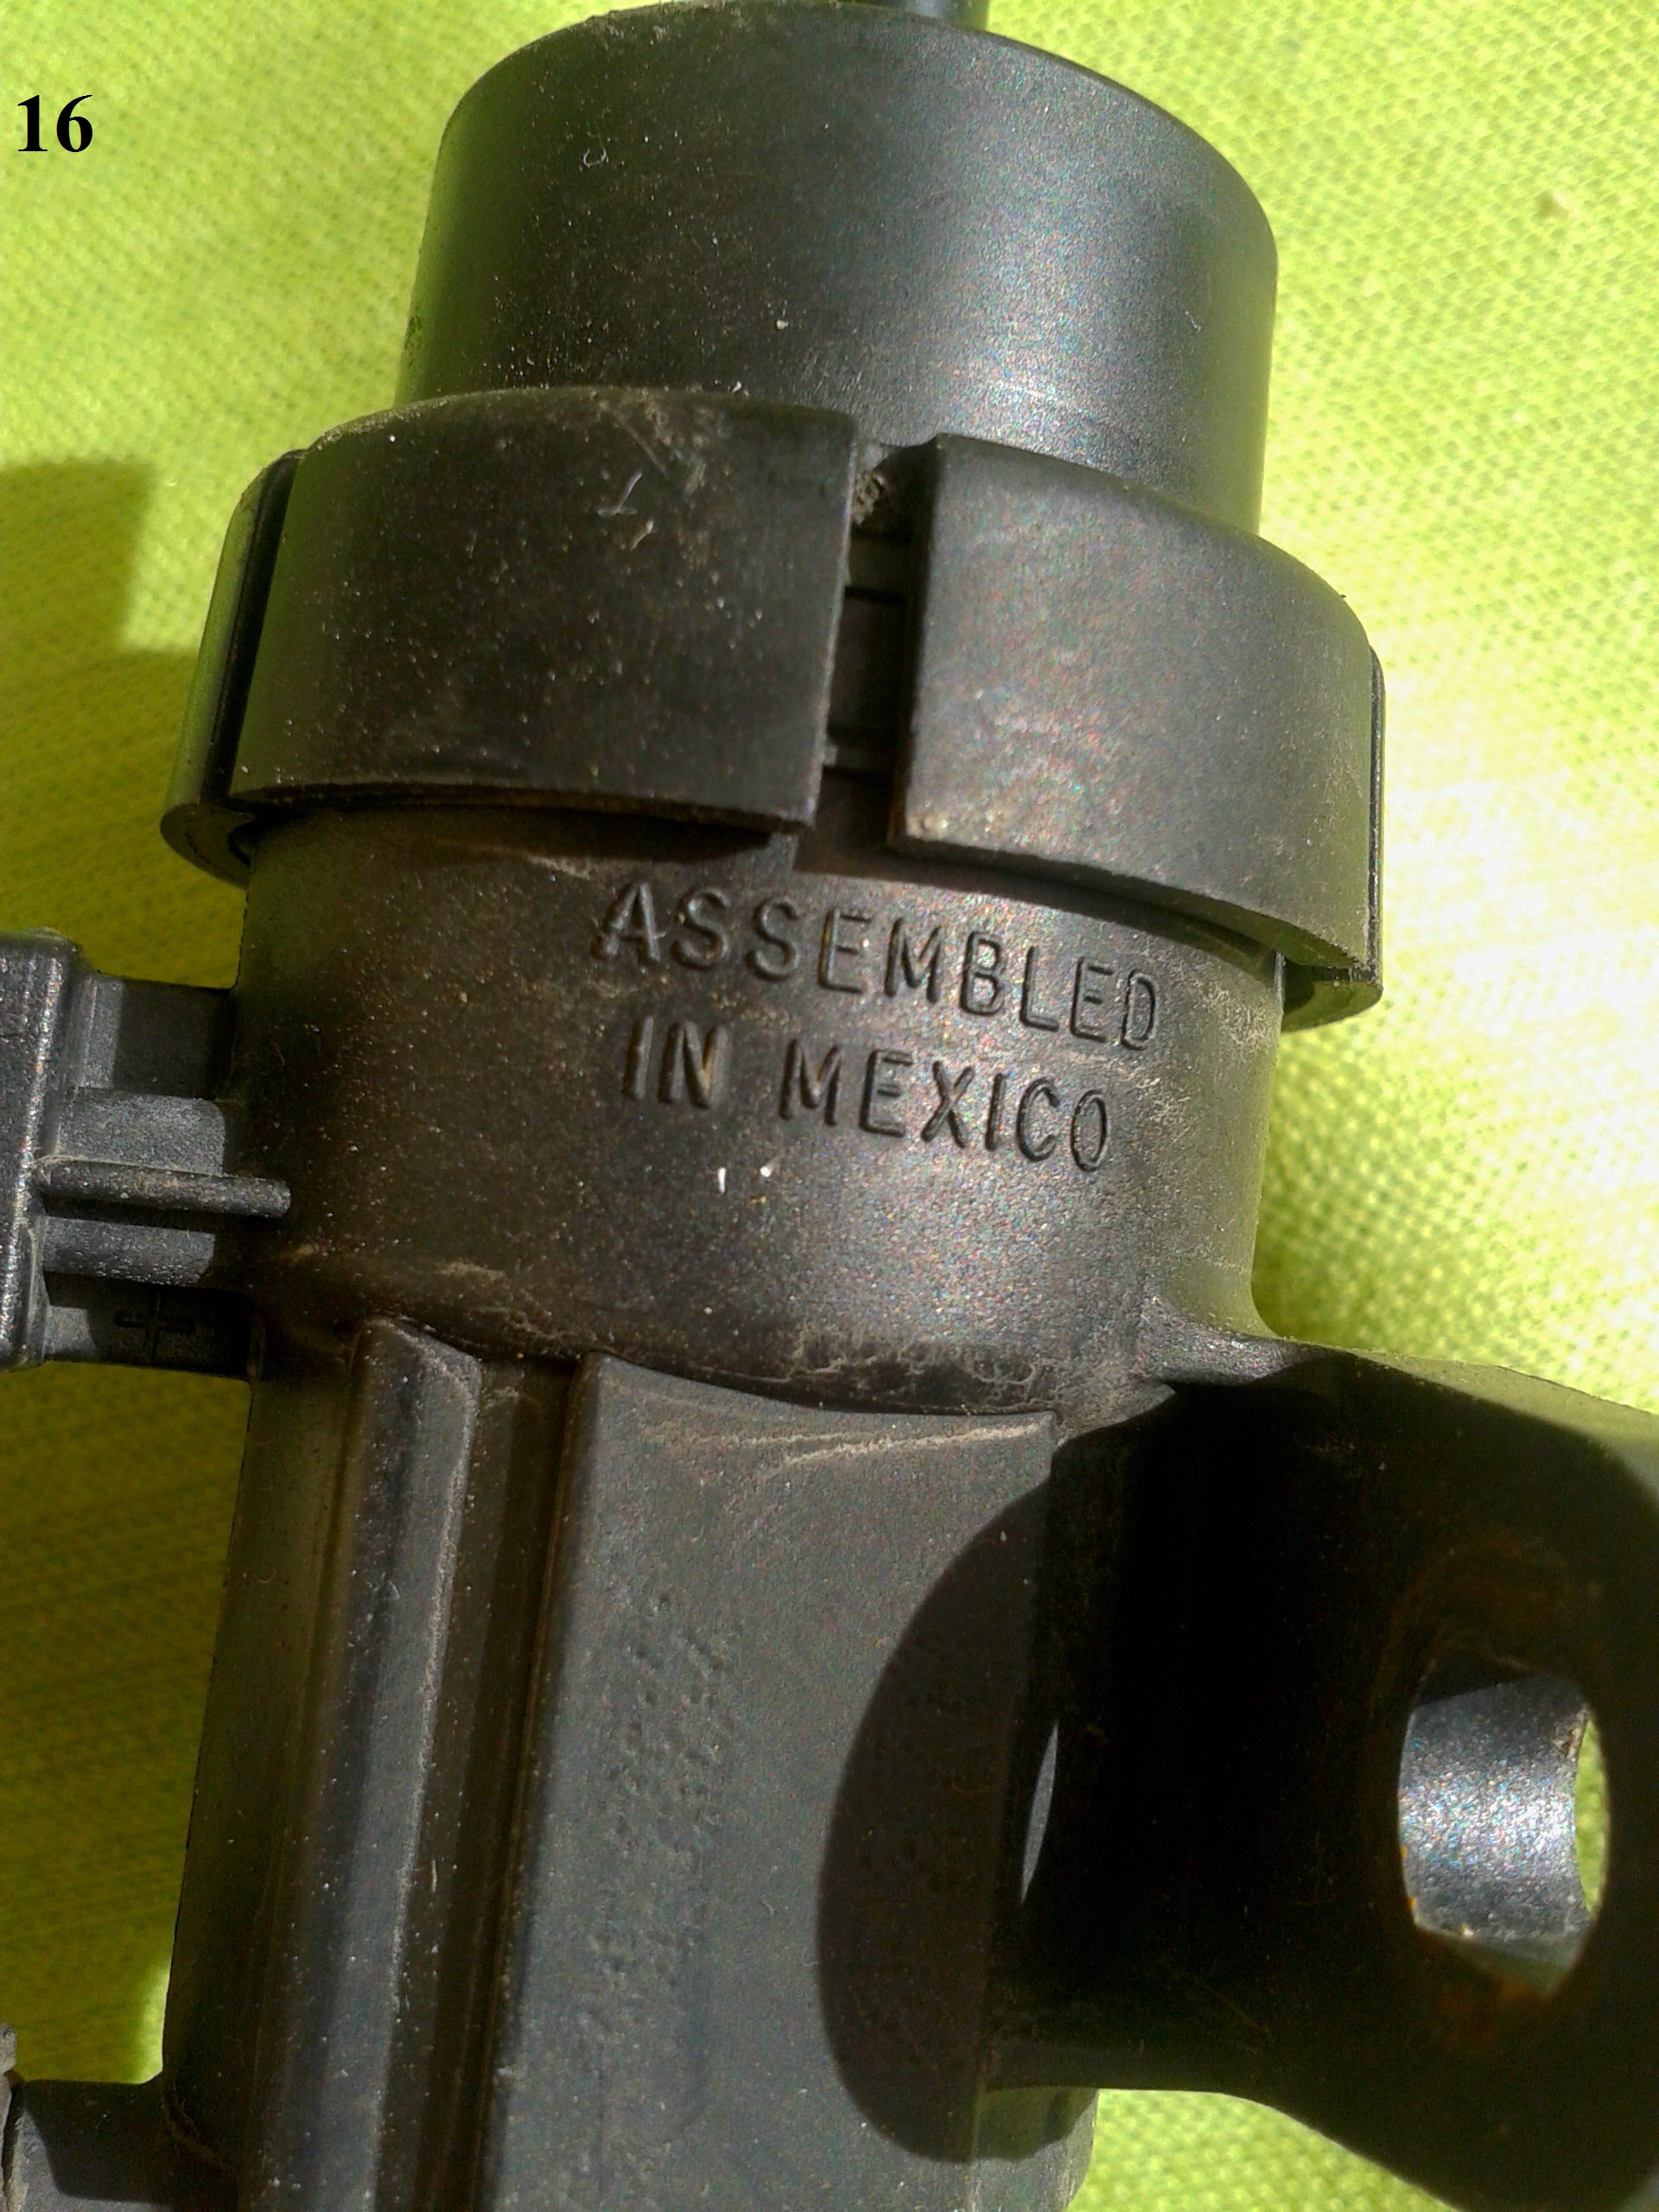 16
ASSEMBLED
IN MEXICO